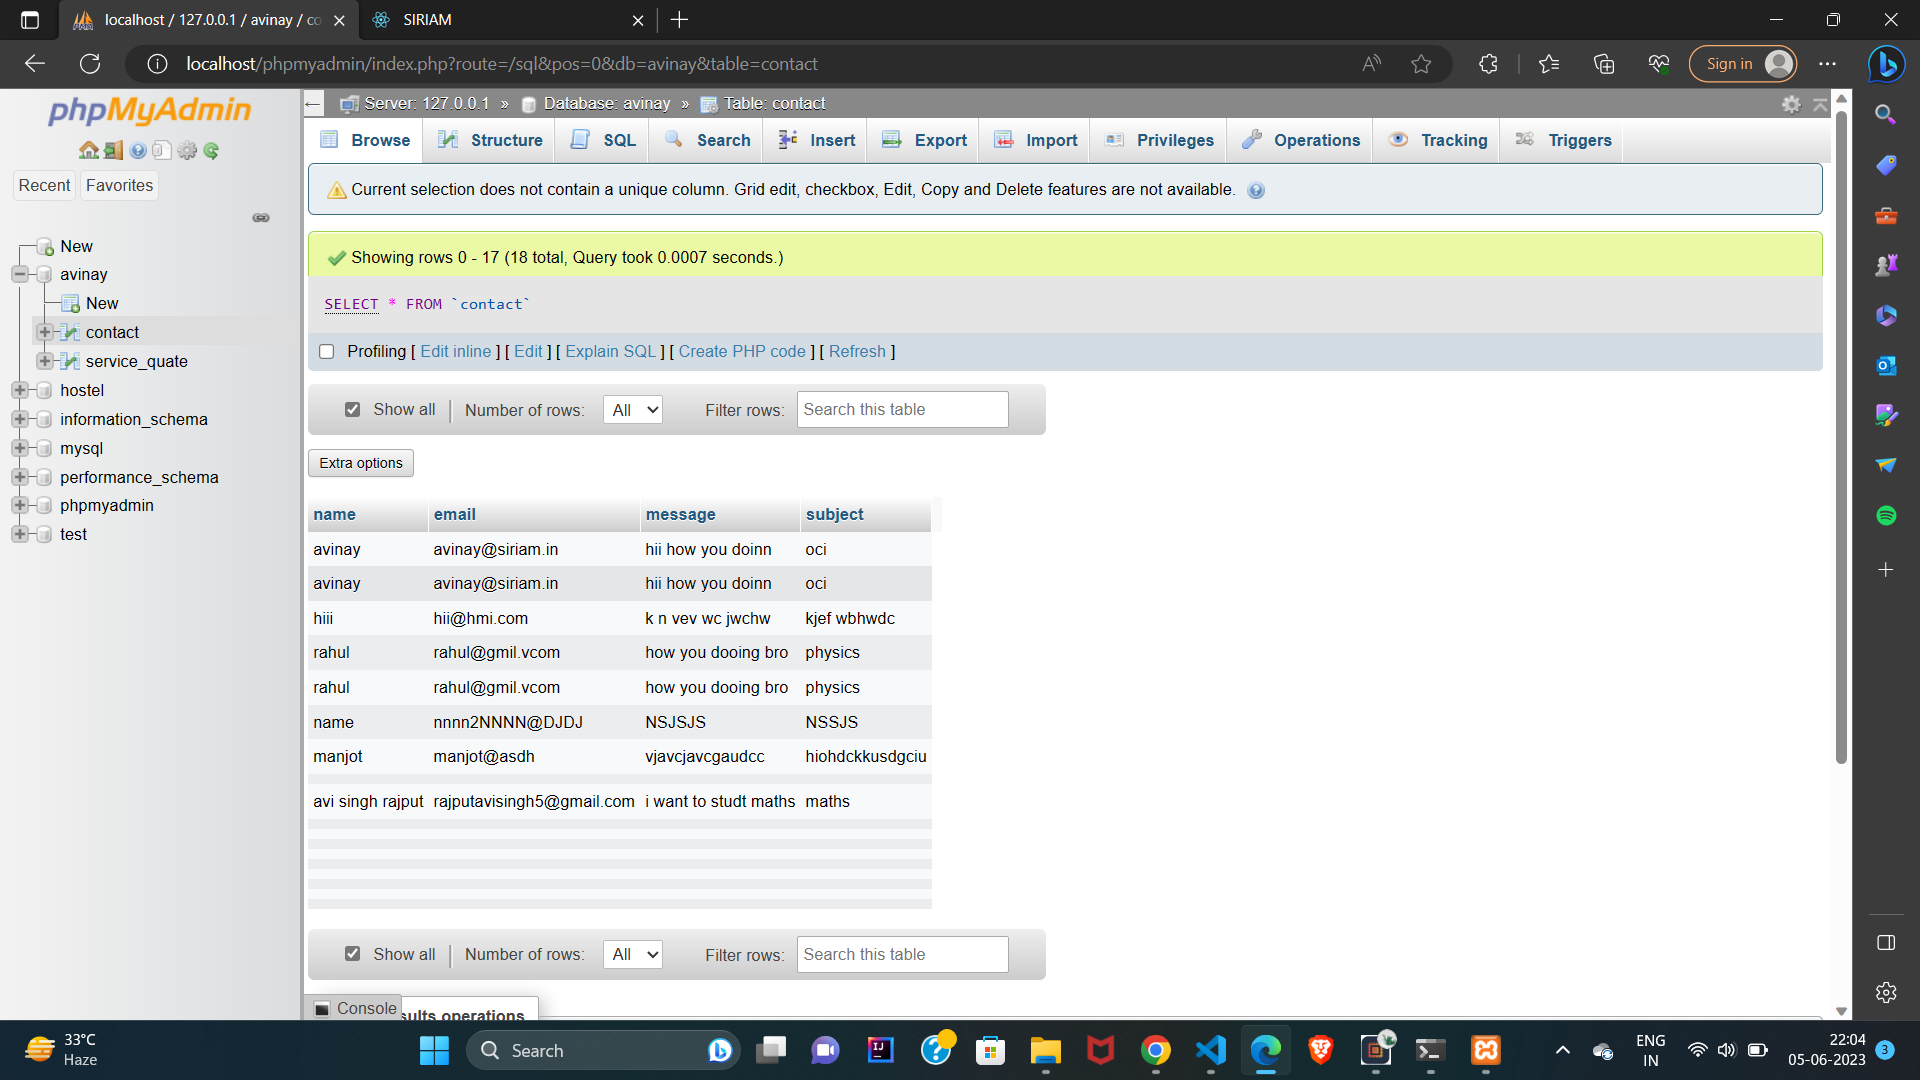 localhost / 127.0.0.1 / avinay / co
SIRIAM
localhost/phpmyadmin/index.php?route=/sql&pos=0&db=avinay&table=contact
Sign in
phpMyAdmin
Recent Favorites
New
avinay
New
contact
service_quate
hostel
information_schema
mysql
performance_schema
phpmyadmin
test
Server: 127.0.0.1 » Database: avinay » Table: contact
Browse Structure SQL Search Insert Export Import Privileges Operations Tracking Triggers
Current selection does not contain a unique column. Grid edit, checkbox, Edit, Copy and Delete features are not available.
Showing rows 0 - 17 (18 total, Query took 0.0007 seconds.)
SELECT * FROM `contact`
Profiling [ Edit inline ] [ Edit ] [ Explain SQL ] [ Create PHP code ] [ Refresh ]
Show all | Number of rows: All Filter rows: Search this table
Extra options
name email message subject
avinay avinay@siriam.in hii how you doinn oci
avinay avinay@siriam.in hii how you doinn oci
hiii hii@hmi.com k n vev wc jwchw kjef wbhwdc
rahul rahul@gmil.vcom how you dooing bro physics
rahul rahul@gmil.vcom how you dooing bro physics
name nnnn2NNNN@DJDJ NSJSJS NSSJS
manjot manjot@asdh vjavcjavcgaudcc hiohdckkusdgciu
avi singh rajput rajputavisingh5@gmail.com i want to studt maths maths
Show all | Number of rows: All Filter rows: Search this table
Console
sults operations
33°C
Haze
Search
ENG
IN
22:04
05-06-2023
3